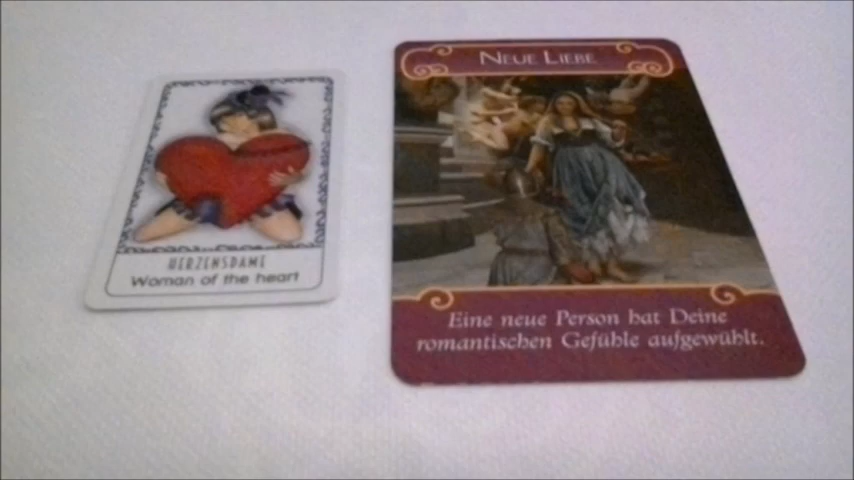 HERZENSDAME
Woman of the heart
NEUE LIEBE
Eine neue Person hat Deine
romantischen Gefühle aufgewühlt.